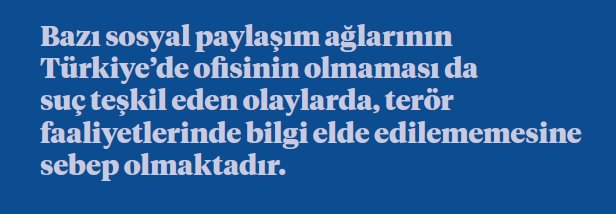 Bazı sosyal paylaşım ağlarının
Türkiye’de ofisinin olmaması da
suç teşkil eden olaylarda, terör
faaliyetlerinde bilgi elde edilememesine
sebep olmaktadır.